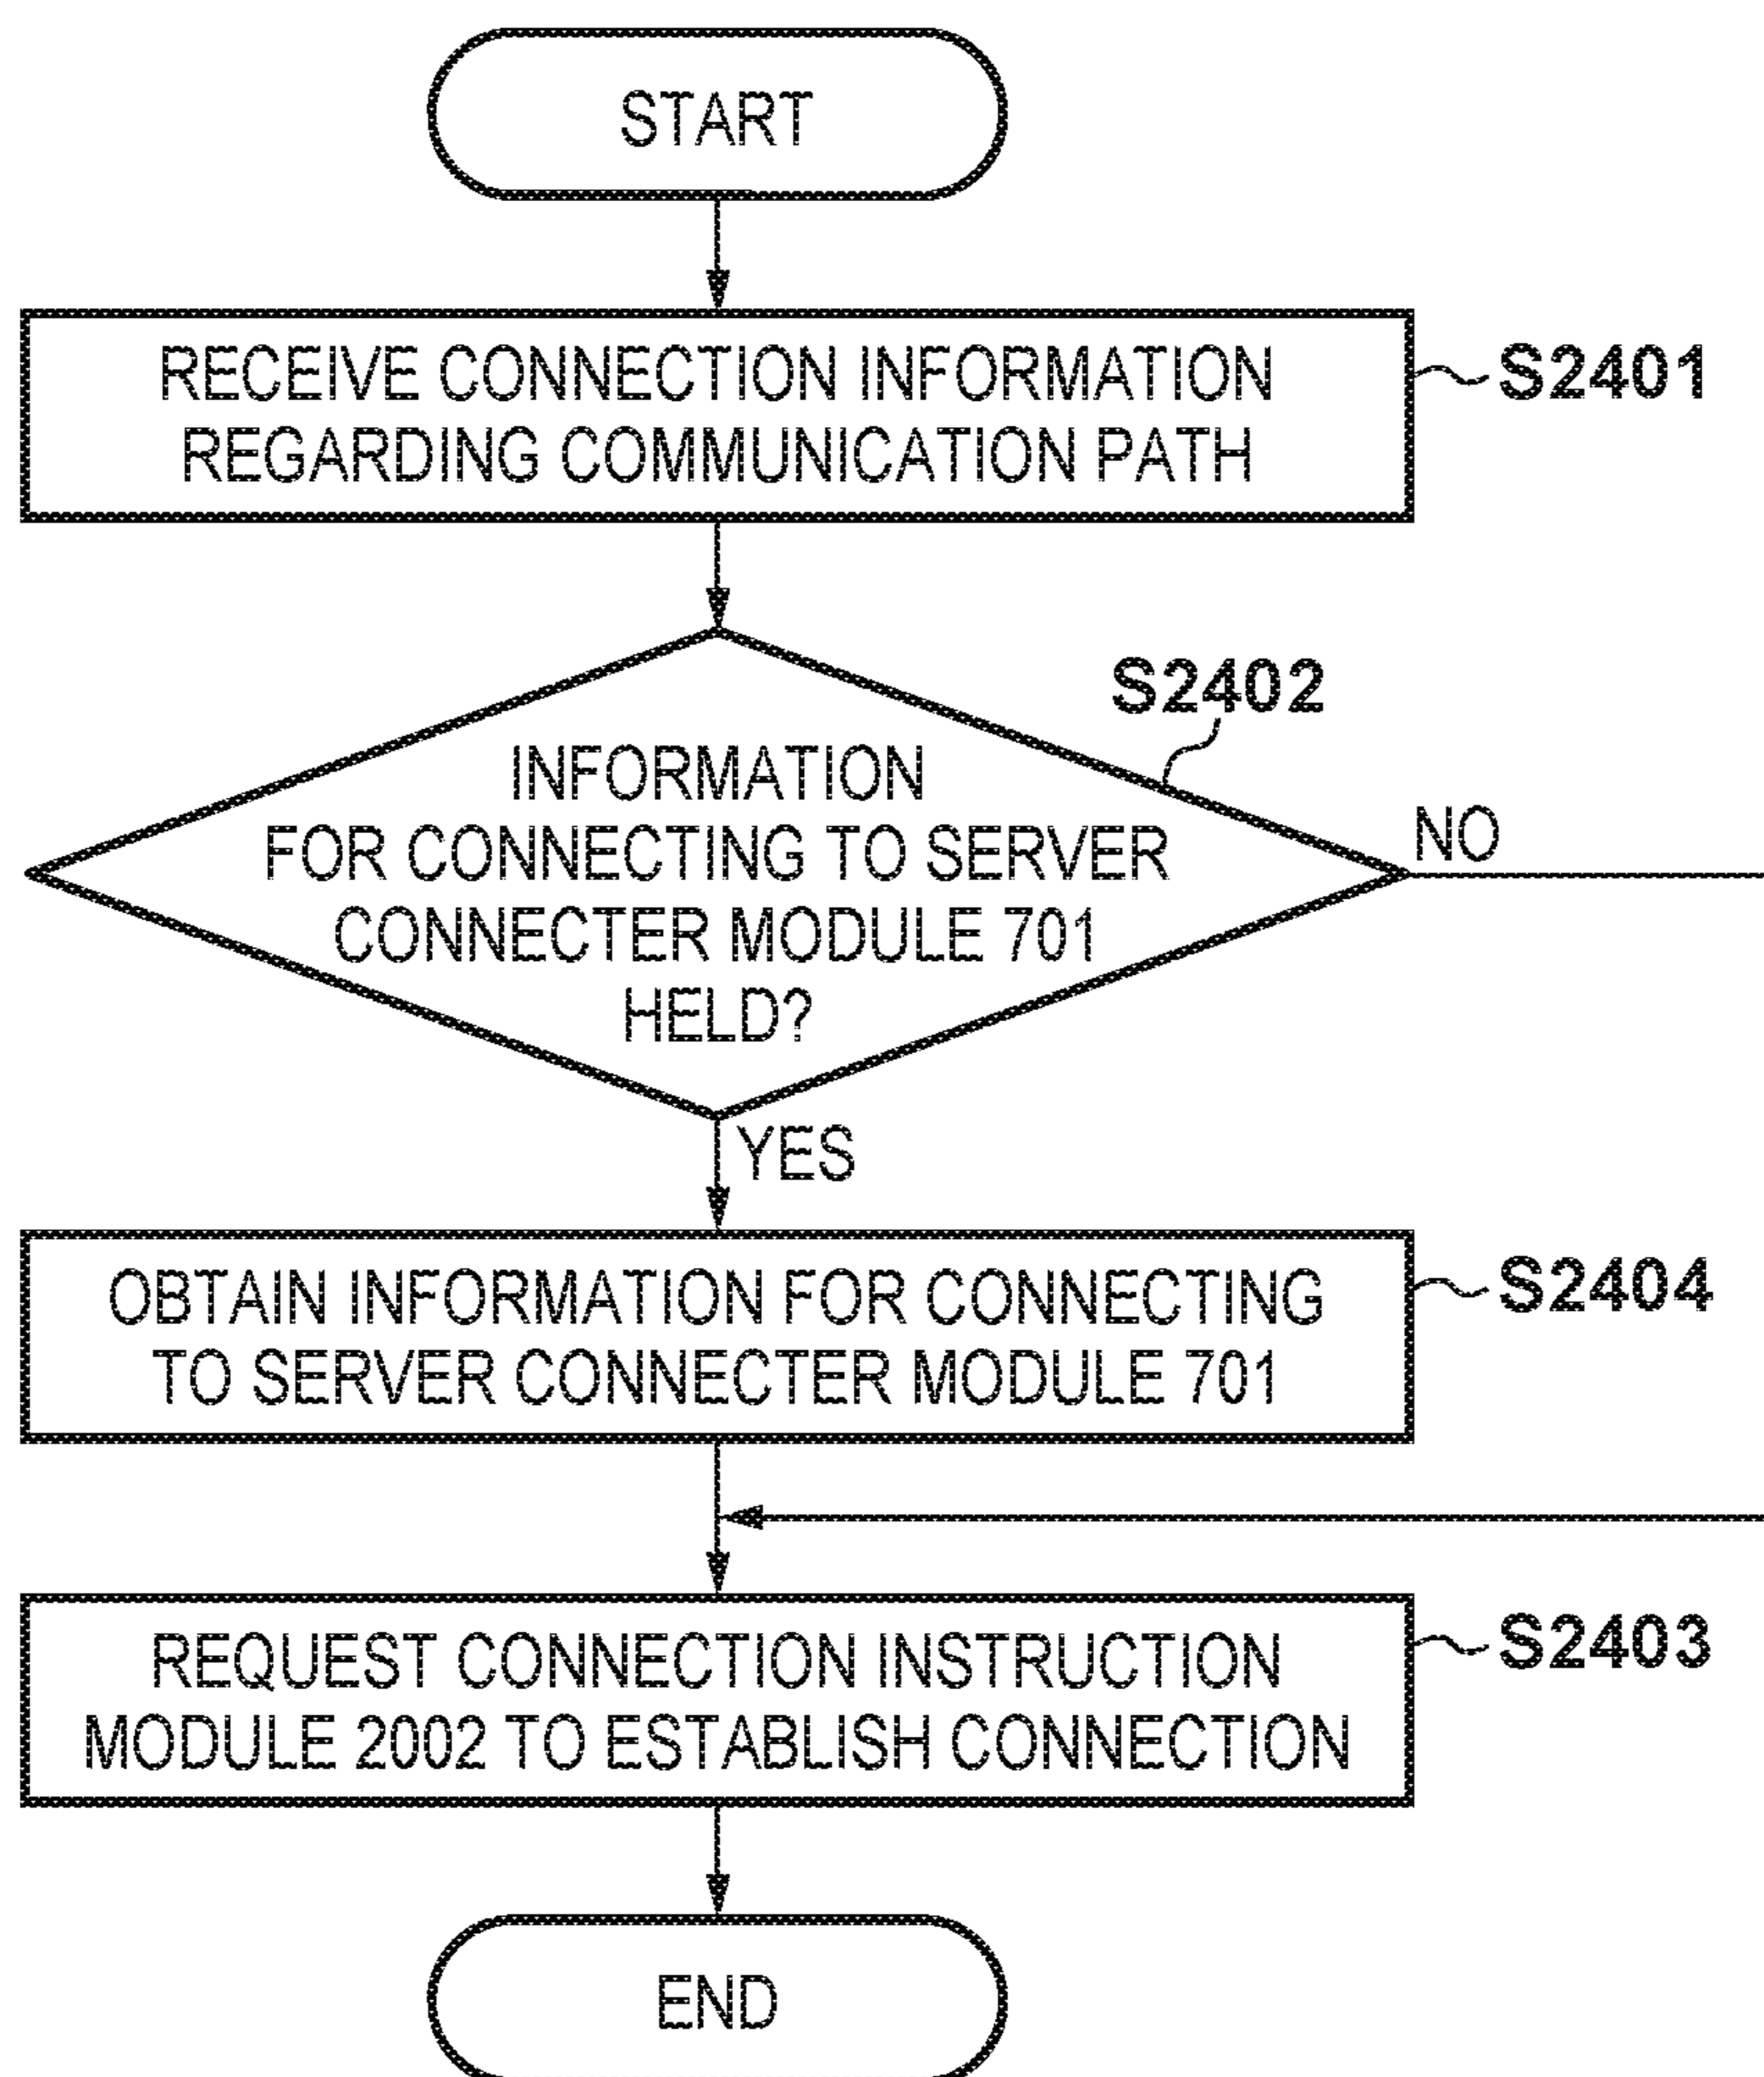 START
RECEIVE CONNECTION INFORMATION
REGARDING COMMUNICATION PATH
S2401
S2402
INFORMATION
FOR CONNECTING TO SERVER
CONNECTER MODULE 701
HELD?
NO
YES
OBTAIN INFORMATION FOR CONNECTING
TO SERVER CONNECTER MODULE 701
S2404
REQUEST CONNECTION INSTRUCTION
MODULE 2002 TO ESTABLISH CONNECTION
S2403
END